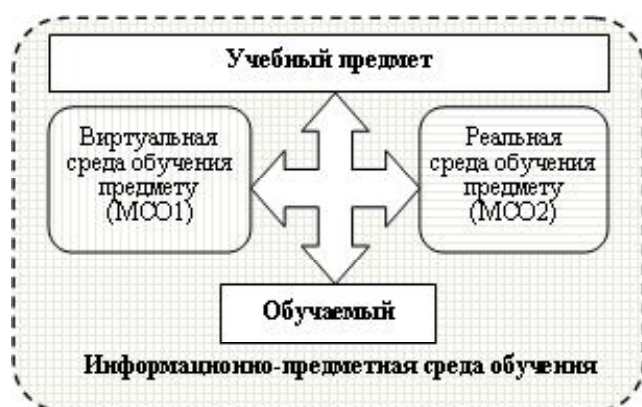 Учебный предмет
Виртуальная
среда обучения
предмету
(МСО1)
Реальная
среда обучения
предмету
(МСО2)
Обучаемый
Информационно-предметная среда обучения